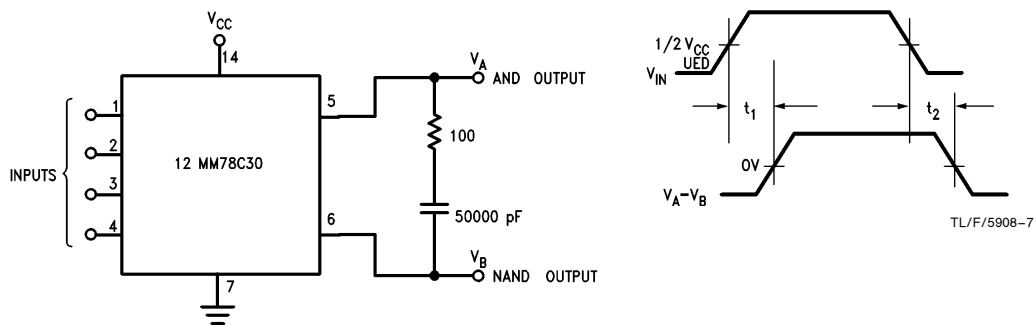 VCC
14
INPUTS
1
2
3
4
12 MM78C30
5
6
7
VA
AND OUTPUT
100
50000 pF
VB
NAND OUTPUT
1/2 VCC
UED
VIN
t1
t2
0V
VA−VB
TL/F/5908–7